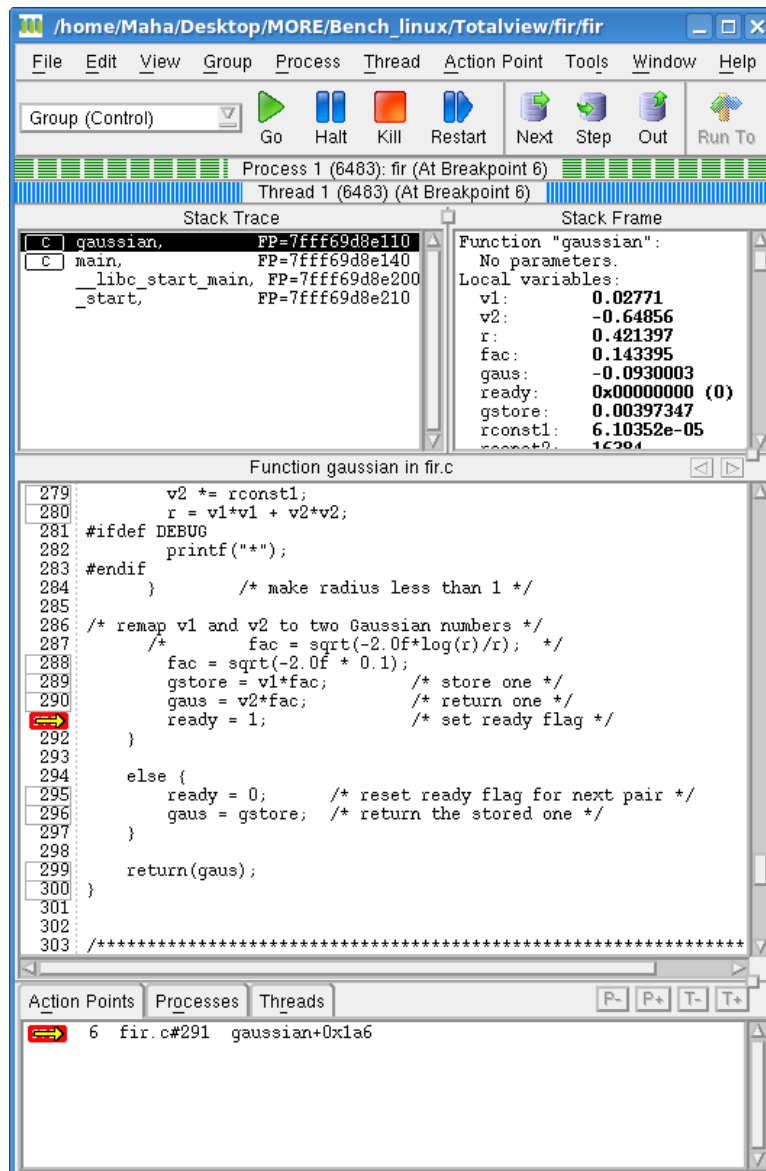 /home/Maha/Desktop/MORE/Bench_linux/Totalview/fir/fir
File Edit View Group Process Thread Action Point Tools Window Help
Group (Control)
Go Halt Kill Restart Next Step Out Run To
Process 1 (6483): fir (At Breakpoint 6)
Thread 1 (6483) (At Breakpoint 6)
Stack Trace
C gaussian, FP=7fff69d8e110
C main, FP=7fff69d8e140
__libc_start_main, FP=7fff69d8e200
_start, FP=7fff69d8e210
Stack Frame
Function "gaussian":
No parameters.
Local variables:
v1: 0.02771
v2: -0.64856
r: 0.421397
fac: 0.143395
gaus: -0.0930003
ready: 0x00000000 (0)
gstore: 0.00397347
rconst1: 6.10352e-05
rconst2: 16384
Function gaussian in fir.c
279 v2 *= rconst1;
280 r = v1*v1 + v2*v2;
281 #ifdef DEBUG
282 printf("*");
283 #endif
284 } /* make radius less than 1 */
285
286 /* remap v1 and v2 to two Gaussian numbers */
287 /* fac = sqrt(-2.0f*log(r)/r); */
288 fac = sqrt(-2.0f * 0.1);
289 gstore = v1*fac; /* store one */
290 gaus = v2*fac; /* return one */
ready = 1; /* set ready flag */
292 }
293
294 else {
295 ready = 0; /* reset ready flag for next pair */
296 gaus = gstore; /* return the stored one */
297 }
298
299 return(gaus);
300 }
301
302
303 /****************************************************************
Action Points Processes Threads P- P+ T- T+
6 fir.c#291 gaussian+0x1a6